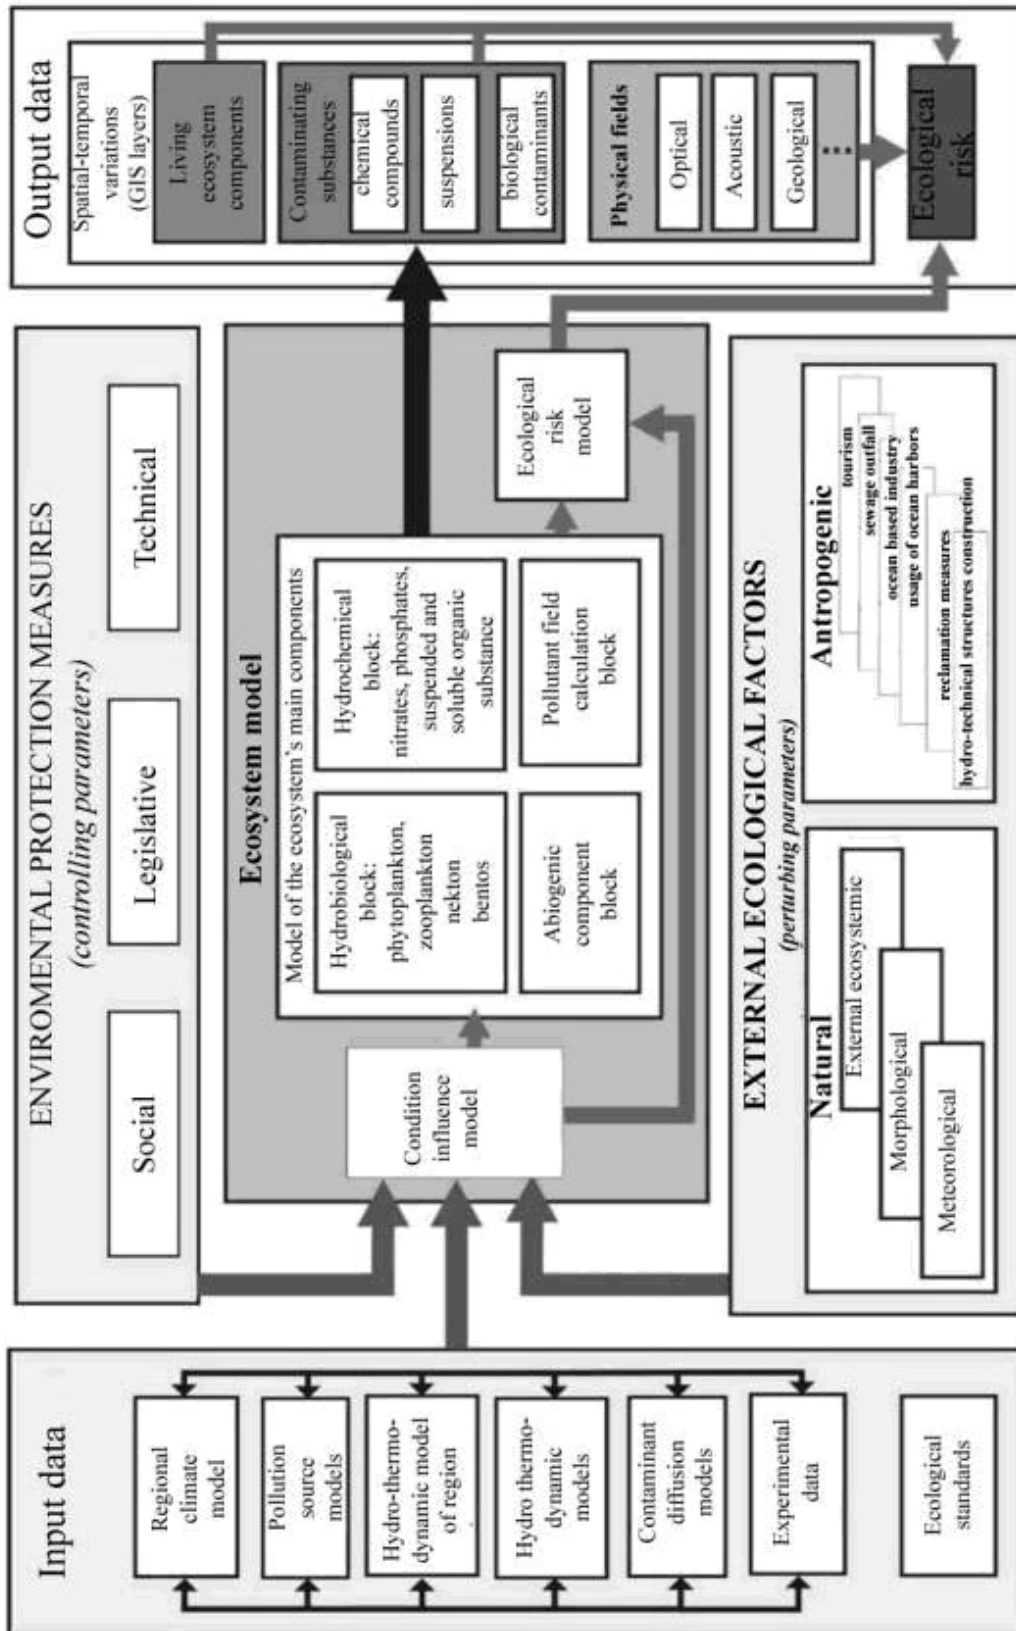 Input data
Regional
climate
model
Pollution
source
models
Hydro-thermo-
dynamic model
of region
Hydro thermo-
dynamic
models
Contaminant
diffusion
models
Experimental
data
Ecological
standards
ENVIROMENTAL PROTECTION MEASURES
(controlling parameters)
Social
Legislative
Technical
Ecosystem model
Condition
influence
model
Model of the ecosystem's main components
Hydrobiological
block:
phytoplankton,
zooplankton
nekton
bentos
Hydrochemical
block:
nitrates, phosphates,
suspended and
soluble organic
substance
Abiogenic
component
block
Pollutant field
calculation
block
Ecological
risk
model
EXTERNAL ECOLOGICAL FACTORS
(perturbing parameters)
Natural
External ecosystemic
Morphological
Meteorological
Antropogenic
tourism
sewage outfall
ocean based industry
usage of ocean harbors
reclamation measures
hydro-technical structures construction
Output data
Spatial-temporal
variations
(GIS layers)
Living
ecosystem
components
Contaminating
substances
chemical
compounds
suspensions
biological
contaminants
Physical fields
Optical
Acoustic
Geological
...
Ecological
risk